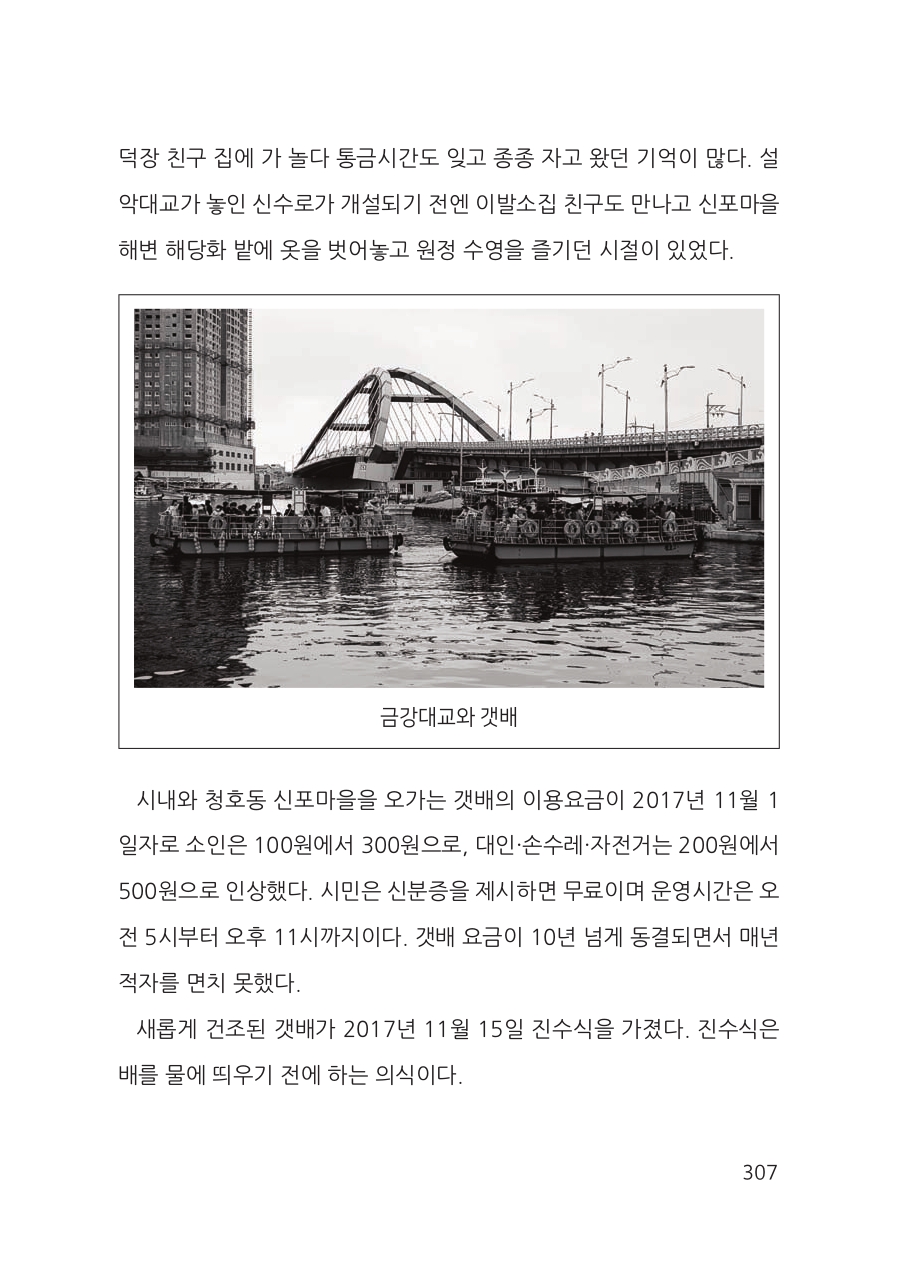 덕장 친구 집에 가 놀다 통금시간도 잊고 종종 자고 왔던 기억이 많다. 설
악대교가 놓인 신수로가 개설되기 전엔 이발소집 친구도 만나고 신포마을
해변 해당화 밭에 옷을 벗어놓고 원정 수영을 즐기던 시절이 있었다.
금강대교와 갯배
시내와 청호동 신포마을을 오가는 갯배의 이용요금이 2017년 11월 1
일자로 소인은 100원에서 300원으로, 대인·손수레·자전거는 200원에서
500원으로 인상했다. 시민은 신분증을 제시하면 무료이며 운영시간은 오
전 5시부터 오후 11시까지이다. 갯배 요금이 10년 넘게 동결되면서 매년
적자를 면치 못했다.
새롭게 건조된 갯배가 2017년 11월 15일 진수식을 가졌다. 진수식은
배를 물에 띄우기 전에 하는 의식이다.
307